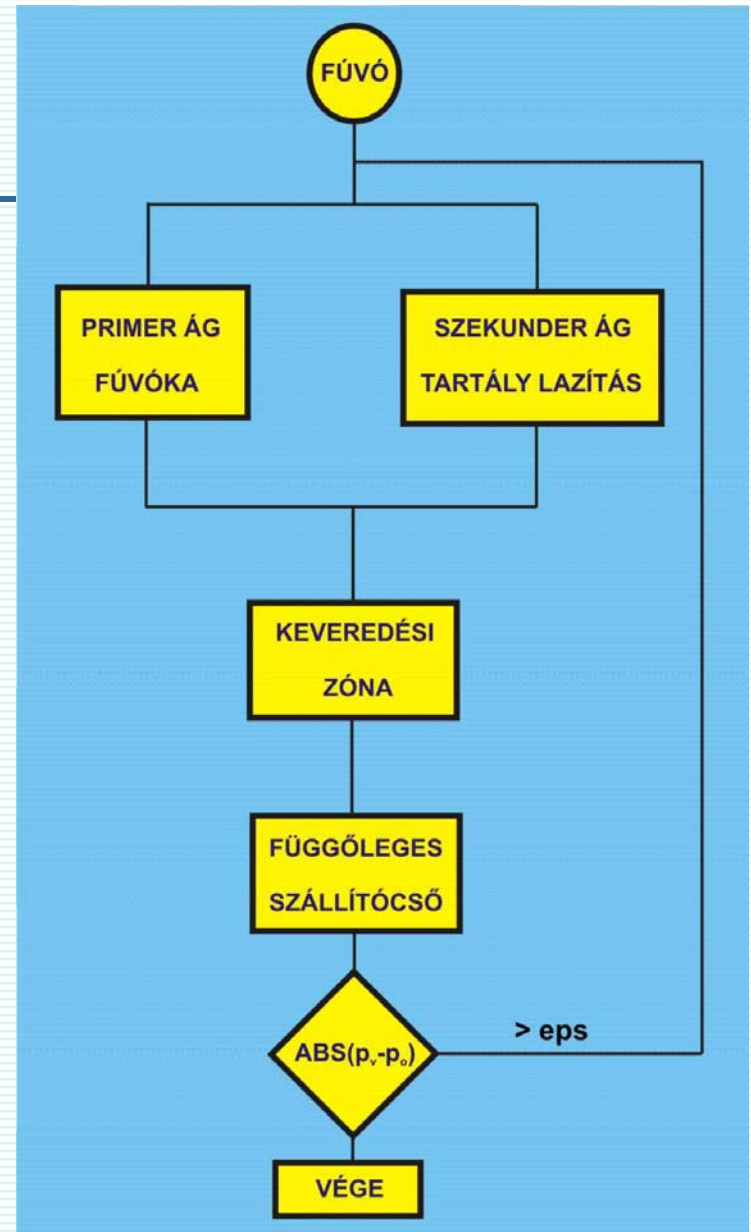 FÚVÓ
PRIMER ÁG
FÚVÓKA
SZEKUNDER ÁG
TARTÁLY LAZÍTÁS
KEVEREDÉSI
ZÓNA
FÜGGŐLEGES
SZÁLLÍTÓCSŐ
ABS(pᵥ-pₒ)
> eps
VÉGE